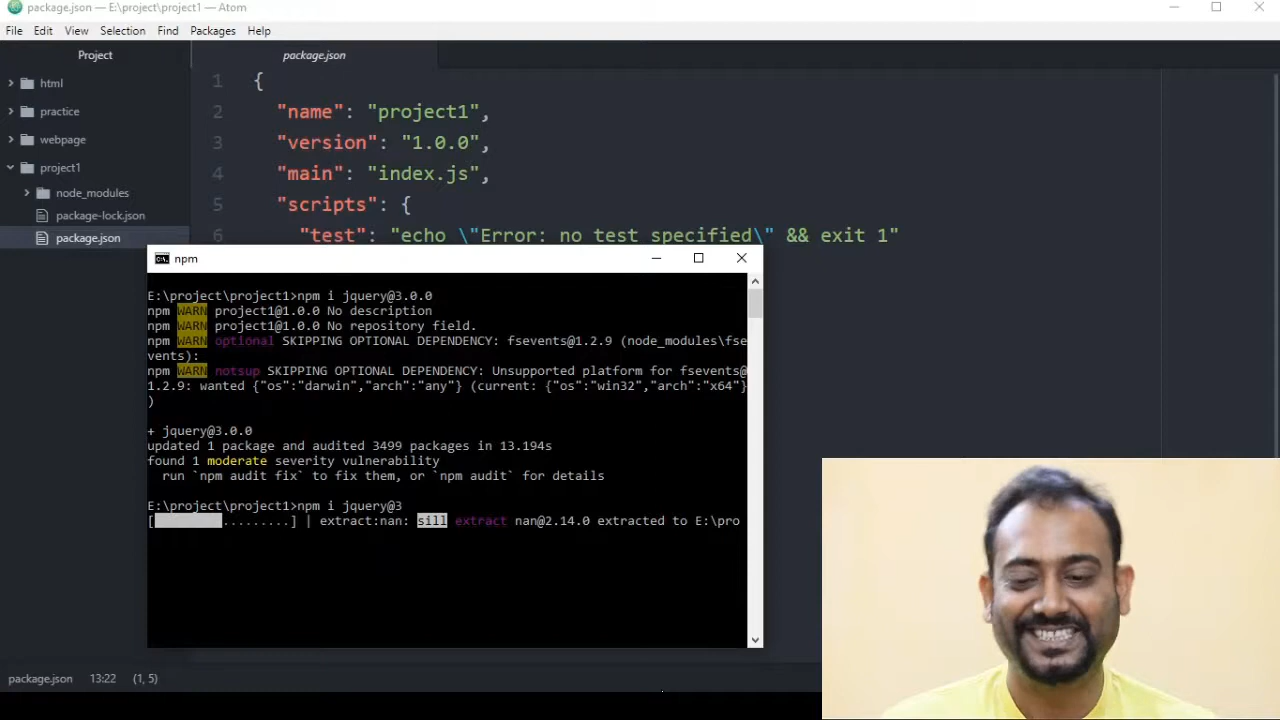 package.json — E:\project\project1 — Atom
File Edit View Selection Find Packages Help
Project
package.json
html
practice
webpage
project1
node_modules
package-lock.json
package.json
1 {
2 "name": "project1",
3 "version": "1.0.0",
4 "main": "index.js",
5 "scripts": {
6 "test": "echo \"Error: no test specified\" && exit 1"
npm
E:\project\project1>npm i jquery@3.0.0
npm WARN project1@1.0.0 No description
npm WARN project1@1.0.0 No repository field.
npm WARN optional SKIPPING OPTIONAL DEPENDENCY: fsevents@1.2.9 (node_modules\fse
vents):
npm WARN notsup SKIPPING OPTIONAL DEPENDENCY: Unsupported platform for fsevents@
1.2.9: wanted {"os":"darwin","arch":"any"} (current: {"os":"win32","arch":"x64"}
)
+ jquery@3.0.0
updated 1 package and audited 3499 packages in 13.194s
found 1 moderate severity vulnerability
run `npm audit fix` to fix them, or `npm audit` for details
E:\project\project1>npm i jquery@3
[.........] | extract:nan: sill extract nan@2.14.0 extracted to E:\pro
package.json 13:22 (1, 5)